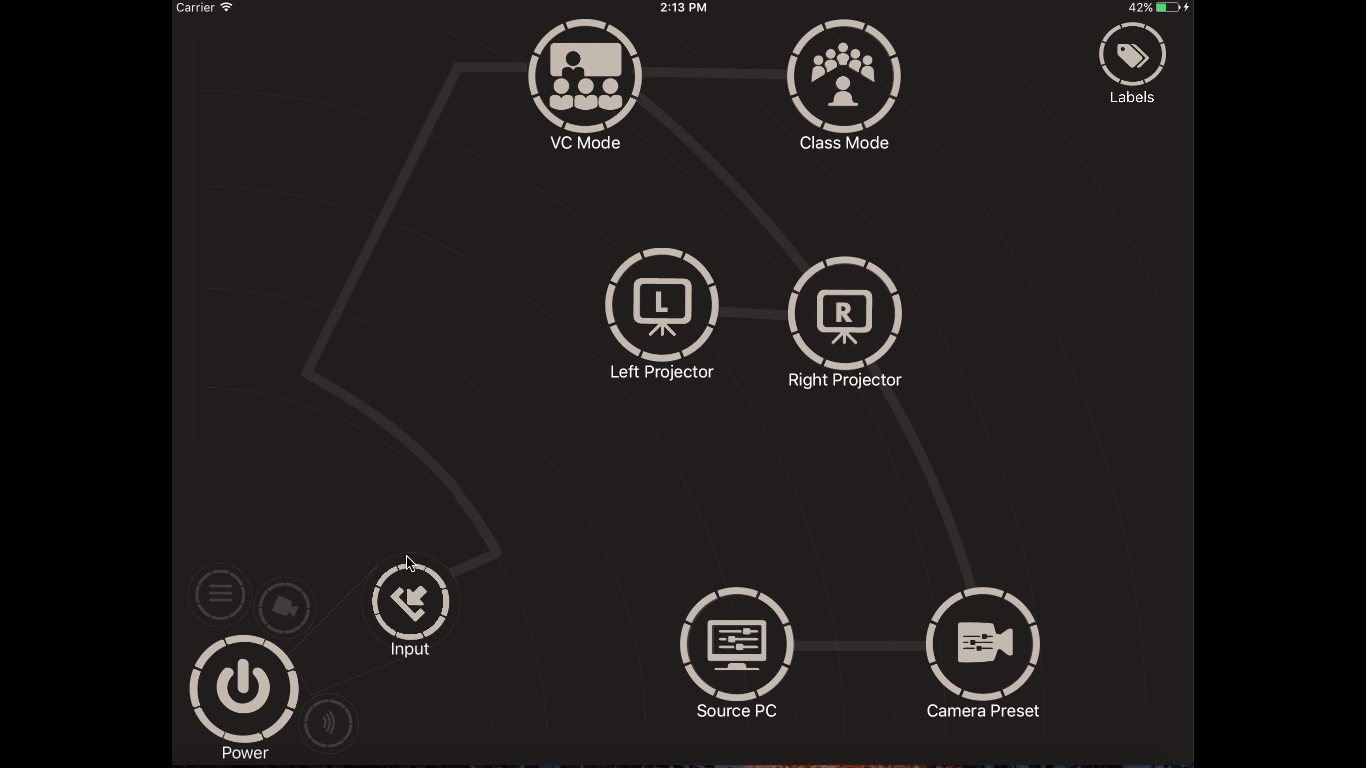 Carrier 2:13 PM 42%
Labels
VC Mode Class Mode
L R
Left Projector Right Projector
Input
Source PC Camera Preset
Power